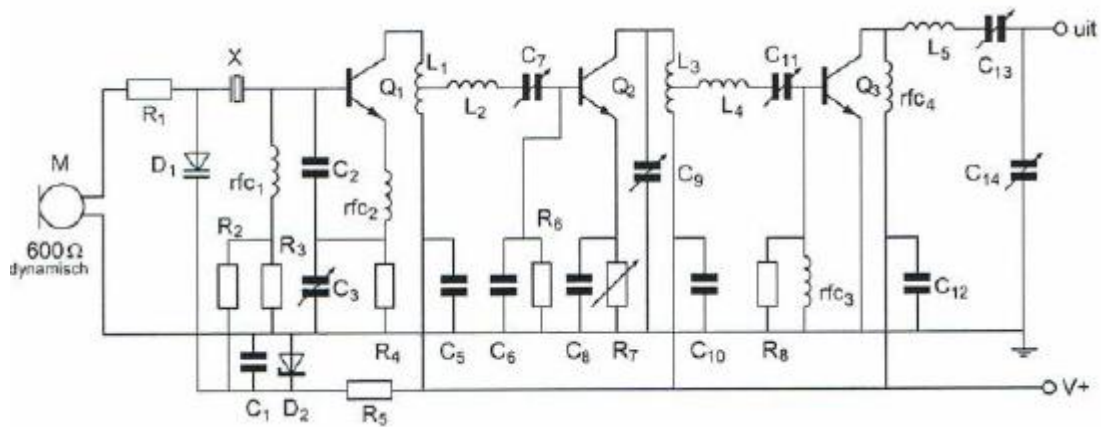 M
600Ω
dynamisch
R1
D1
X
rfc1
R2
R3
C2
C3
rfc2
Q1
R4
L1
L2
C7
Q2
C5
C6
R6
C8
R7
C9
L3
L4
C11
Q3
C10
R8
rfc3
rfc4
C12
L5
C13
C14
uit
C1
D2
R5
V+